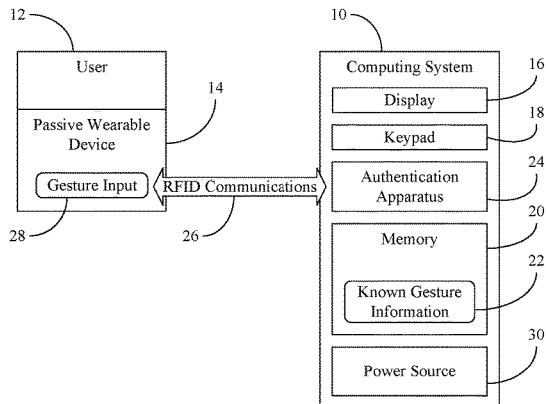 12
User
14
Passive Wearable
Device
Gesture Input
28
RFID Communications
26
10
Computing System
16
Display
18
Keypad
24
Authentication
Apparatus
20
Memory
22
Known Gesture
Information
30
Power Source